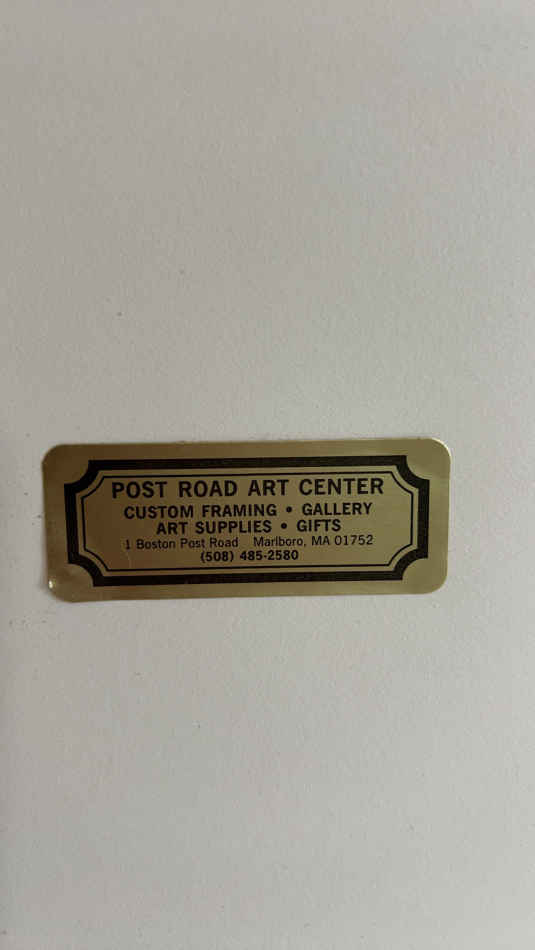 POST ROAD ART CENTER
CUSTOM FRAMING • GALLERY
ART SUPPLIES • GIFTS
1 Boston Post Road Marlboro, MA 01752
(508) 485-2580